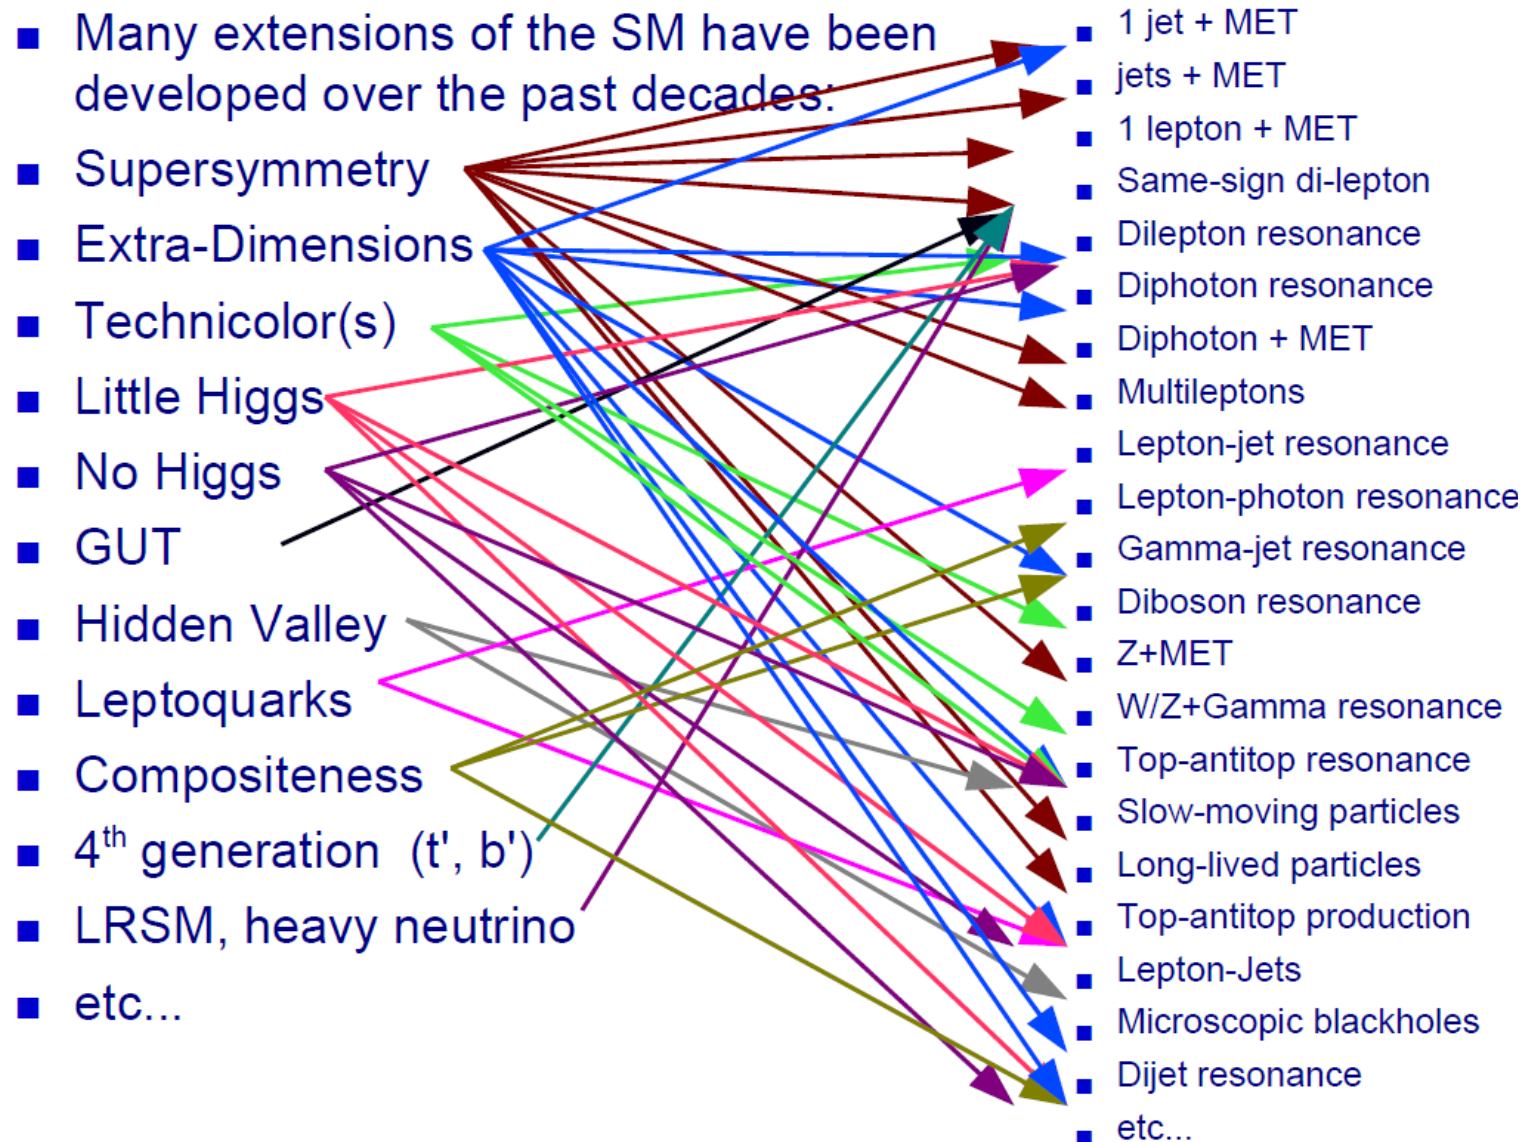 Many extensions of the SM have been
developed over the past decades:
Supersymmetry
Extra-Dimensions
Technicolor(s)
Little Higgs
No Higgs
GUT
Hidden Valley
Leptoquarks
Compositeness
4th generation (t', b')
LRSM, heavy neutrino
etc...
1 jet + MET
jets + MET
1 lepton + MET
Same-sign di-lepton
Dilepton resonance
Diphoton resonance
Diphoton + MET
Multileptons
Lepton-jet resonance
Lepton-photon resonance
Gamma-jet resonance
Diboson resonance
Z+MET
W/Z+Gamma resonance
Top-antitop resonance
Slow-moving particles
Long-lived particles
Top-antitop production
Lepton-Jets
Microscopic blackholes
Dijet resonance
etc...